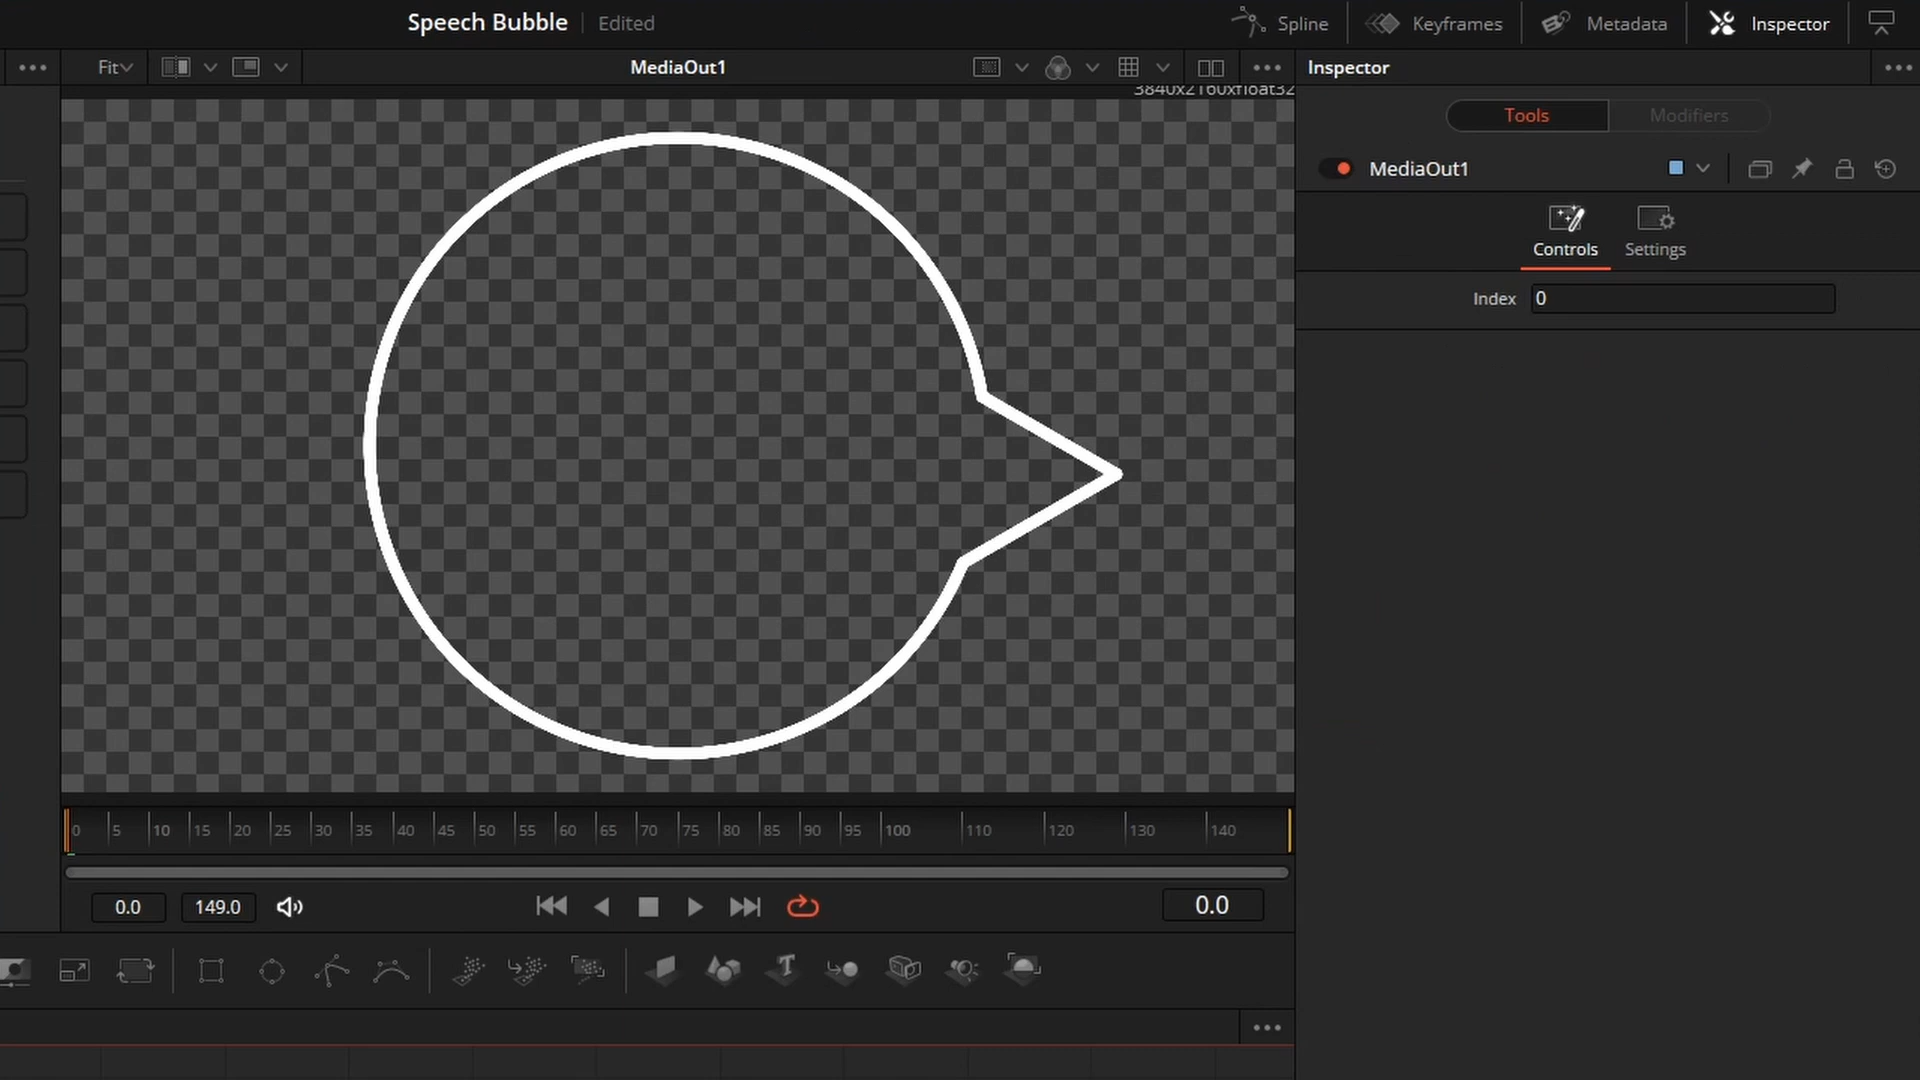 Speech Bubble Edited Spline Keyframes Metadata Inspector
Fit MediaOut1 Inspector
3840x2160xfloat32
Tools Modifiers
MediaOut1
Controls Settings
Index 0
0 5 10 15 20 25 30 35 40 45 50 55 60 65 70 75 80 85 90 95 100 110 120 130 140
0.0 149.0 0.0
T